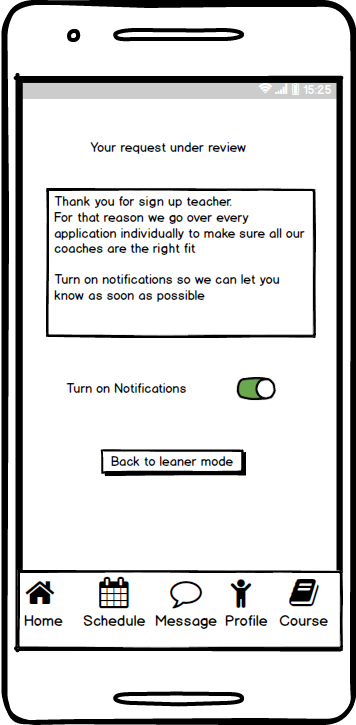 15:25
Your request under review
Thank you for sign up teacher.
For that reason we go over every
application individually to make sure all our
coaches are the right fit
Turn on notifications so we can let you
know as soon as possible
Turn on Notifications
Back to leaner mode
Home Schedule Message Profile Course